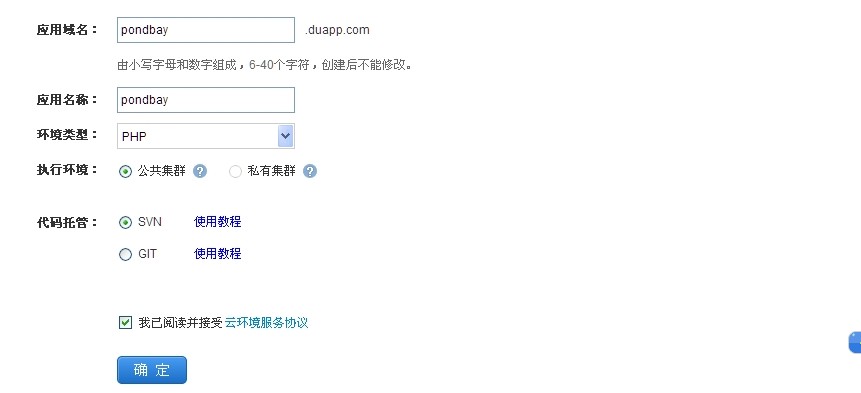 应用域名： pondbay .duapp.com
由小写字母和数字组成，6-40个字符，创建后不能修改。
应用名称： pondbay
环境类型： PHP
执行环境： 公共集群 ? 私有集群 ?
代码托管： SVN 使用教程
GIT 使用教程
我已阅读并接受 云环境服务协议
确 定